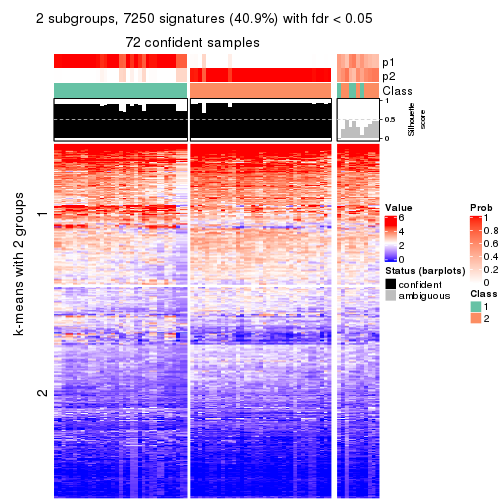 2 subgroups, 7250 signatures (40.9%) with fdr < 0.05
72 confident samples
p1
p2
Class
1
0.5
0
Silhouette
score
k-means with 2 groups
1
2
Value
6
4
2
0
Status (barplots)
confident
ambiguous
Prob
1
0.8
0.6
0.4
0.2
0
Class
1
2